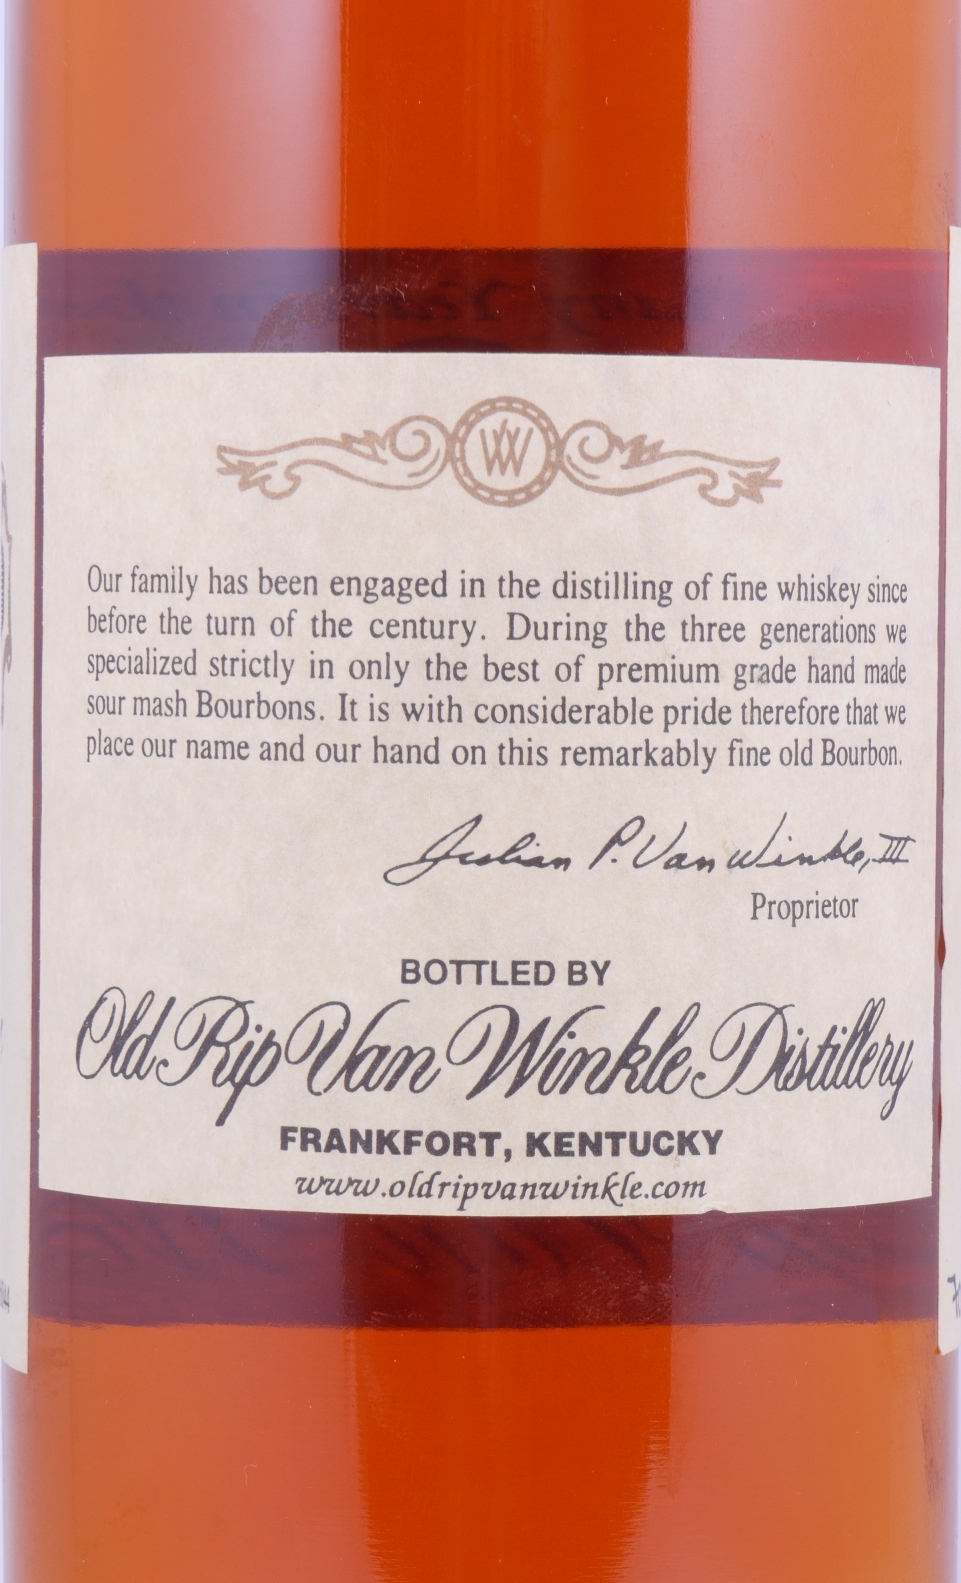 W
Our family has been engaged in the distilling of fine whiskey since
before the turn of the century. During the three generations we
specialized strictly in only the best of premium grade hand made
sour mash Bourbons. It is with considerable pride therefore that we
place our name and our hand on this remarkably fine old Bourbon.
Julian P. Van Winkle, III
Proprietor
BOTTLED BY
Old Rip Van Winkle Distillery
FRANKFORT, KENTUCKY
www.oldripvanwinkle.com